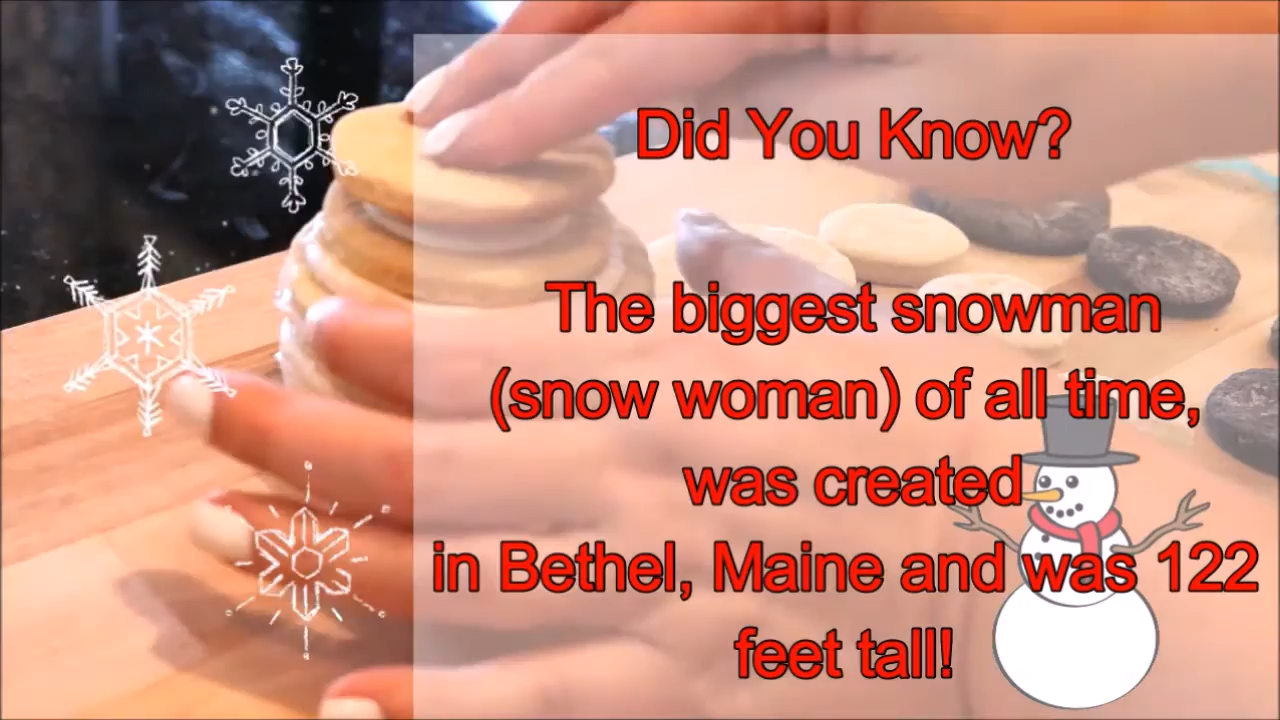 Did You Know?
The biggest snowman
(snow woman) of all time,
was created
in Bethel, Maine and was 122
feet tall!